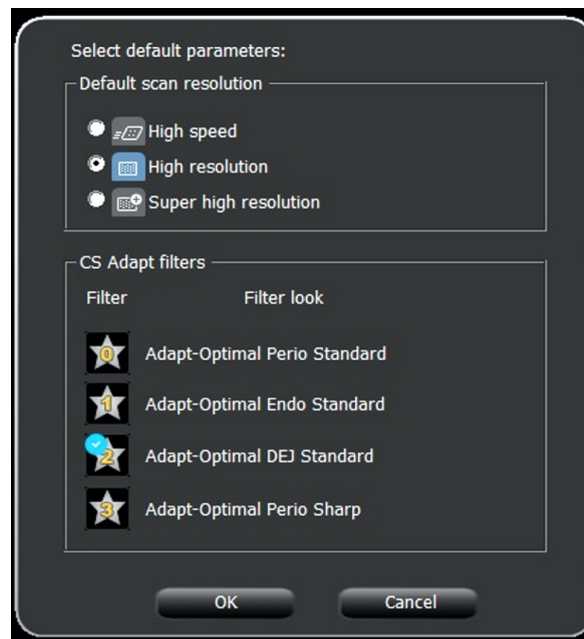 Select default parameters:
Default scan resolution
High speed
High resolution
Super high resolution
CS Adapt filters
Filter Filter look
0 Adapt-Optimal Perio Standard
1 Adapt-Optimal Endo Standard
2 Adapt-Optimal DEJ Standard
3 Adapt-Optimal Perio Sharp
OK Cancel